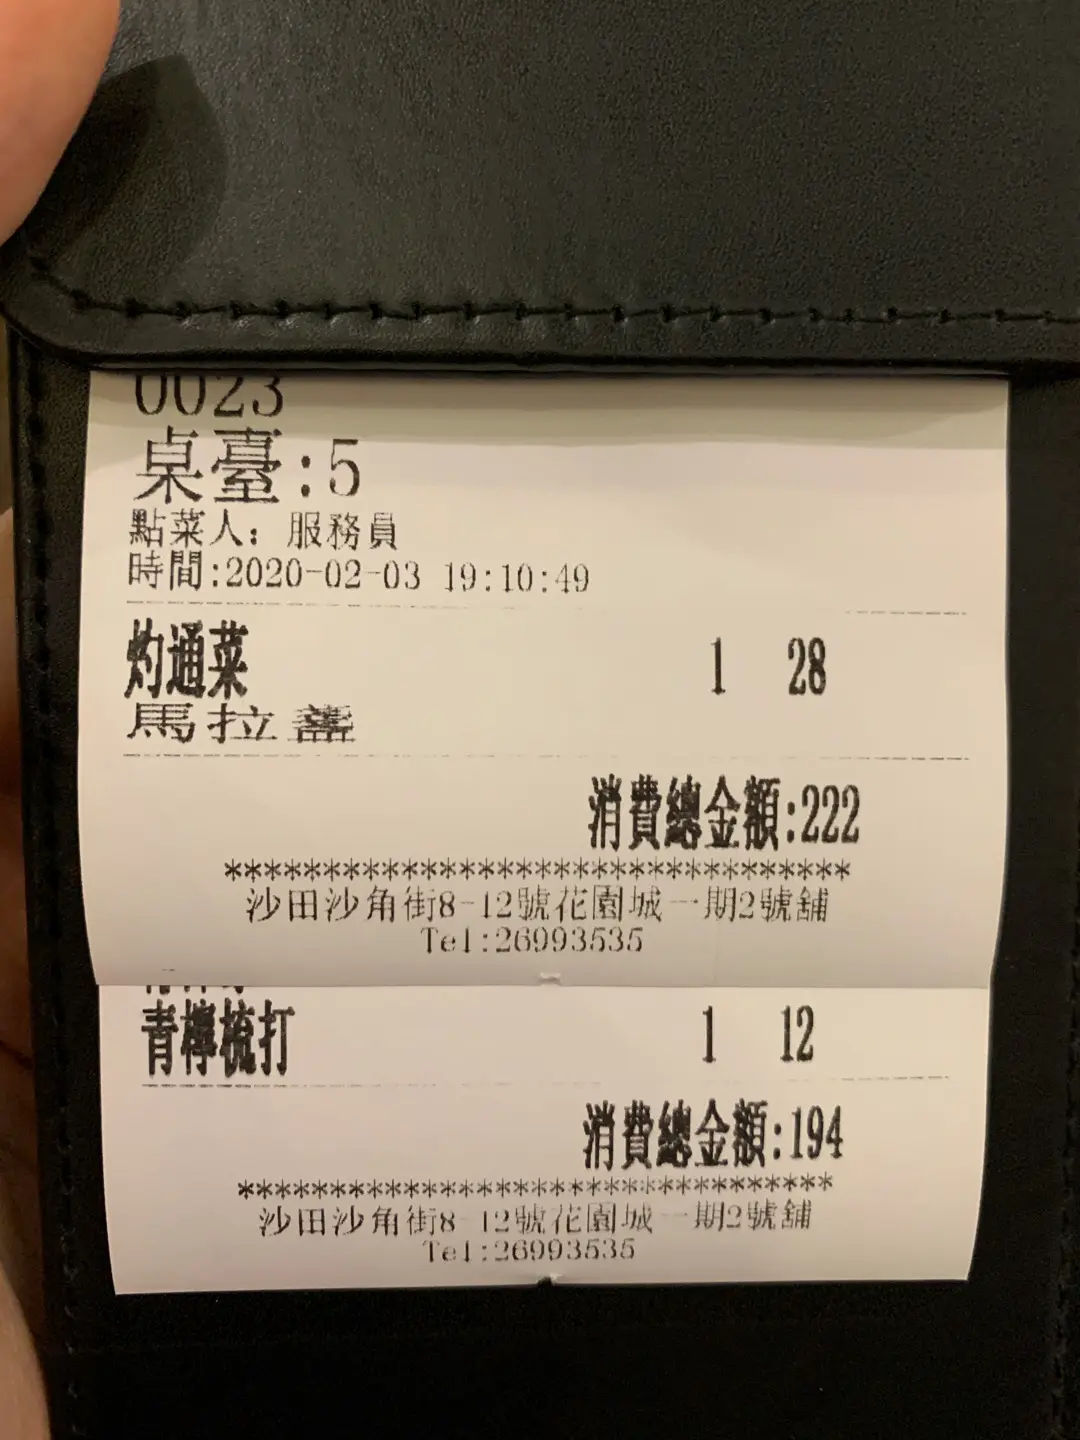 0023
桌臺:5
點菜人: 服務員
時間:2020-02-03 19:10:49
灼通菜 1 28
馬拉盞
消費總金額:222
*********************************
沙田沙角街8-12號花園城一期2號舖
Tel:26993535
青檸梳打 1 12
消費總金額:194
*********************************
沙田沙角街8-12號花園城一期2號舖
Tel:26993535